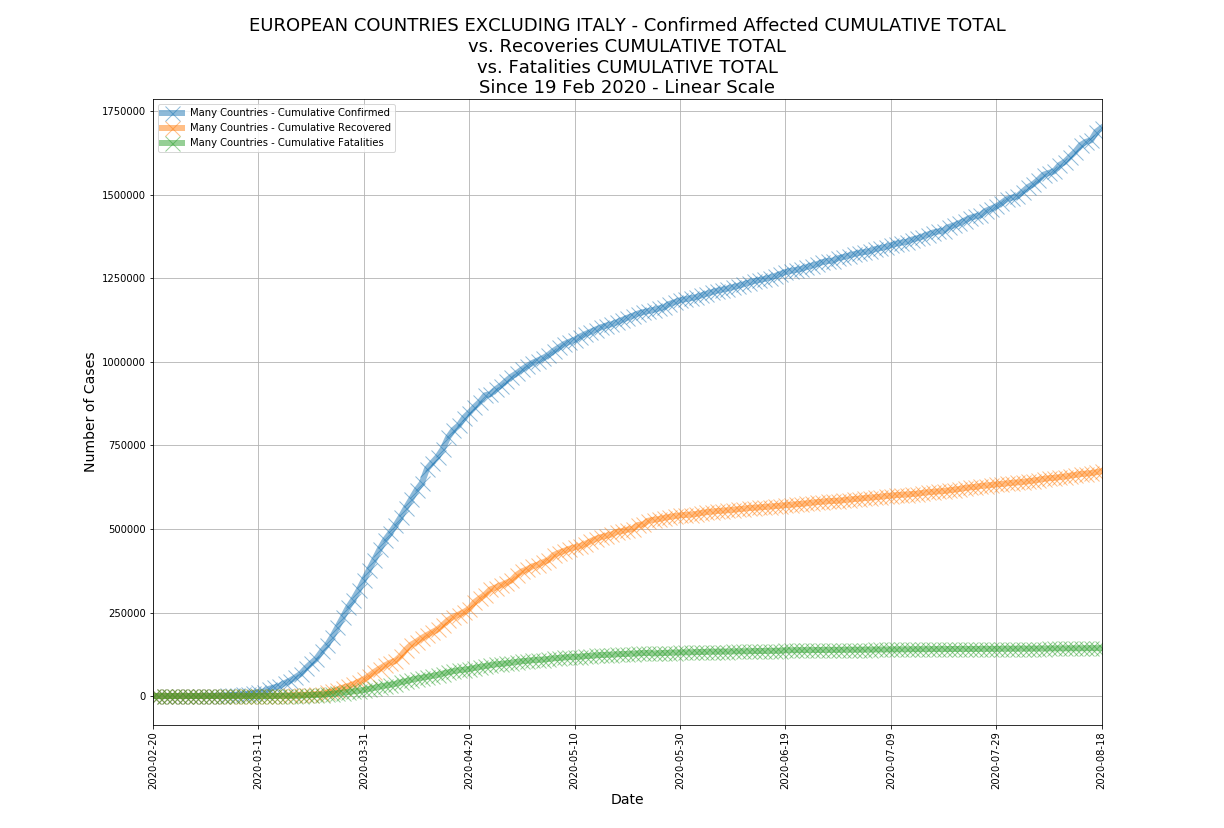 EUROPEAN COUNTRIES EXCLUDING ITALY - Confirmed Affected CUMULATIVE TOTAL
vs. Recoveries CUMULATIVE TOTAL
vs. Fatalities CUMULATIVE TOTAL
Since 19 Feb 2020 - Linear Scale
Many Countries - Cumulative Confirmed
Many Countries - Cumulative Recovered
Many Countries - Cumulative Fatalities
Number of Cases
1750000
1500000
1250000
1000000
750000
500000
250000
0
2020-02-20
2020-03-11
2020-03-31
2020-04-20
2020-05-10
2020-05-30
2020-06-19
2020-07-09
2020-07-29
2020-08-18
Date